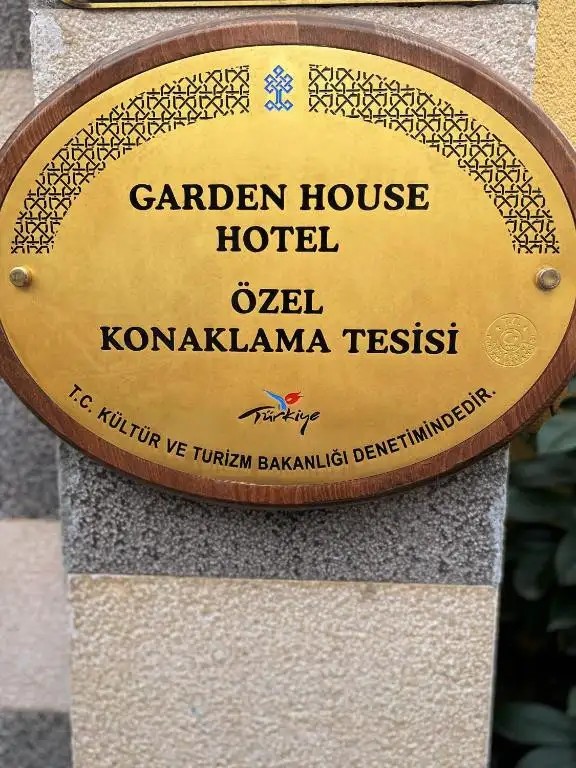 GARDEN HOUSE
HOTEL
ÖZEL
KONAKLAMA TESİSİ
Türkiye
T.C. KÜLTÜR VE TURİZM BAKANLIĞI DENETİMİNDEDİR.